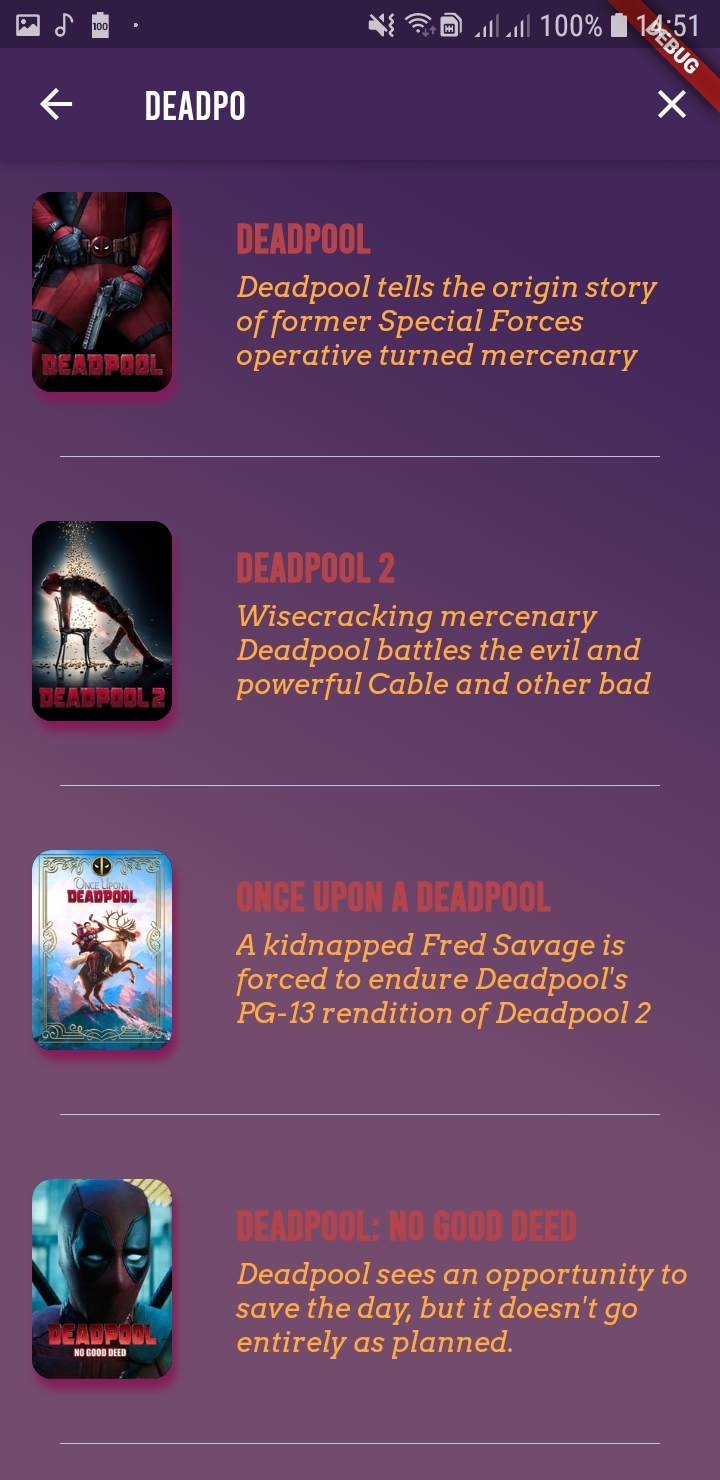 100 100% 14:51
DEBUG
DEADPO
DEADPOOL
DEADPOOL
Deadpool tells the origin story
of former Special Forces
operative turned mercenary
DEADPOOL 2
DEADPOOL 2
Wisecracking mercenary
Deadpool battles the evil and
powerful Cable and other bad
ONCE UPON A
DEADPOOL
ONCE UPON A DEADPOOL
A kidnapped Fred Savage is
forced to endure Deadpool's
PG-13 rendition of Deadpool 2
DEADPOOL
NO GOOD DEED
DEADPOOL: NO GOOD DEED
Deadpool sees an opportunity to
save the day, but it doesn't go
entirely as planned.